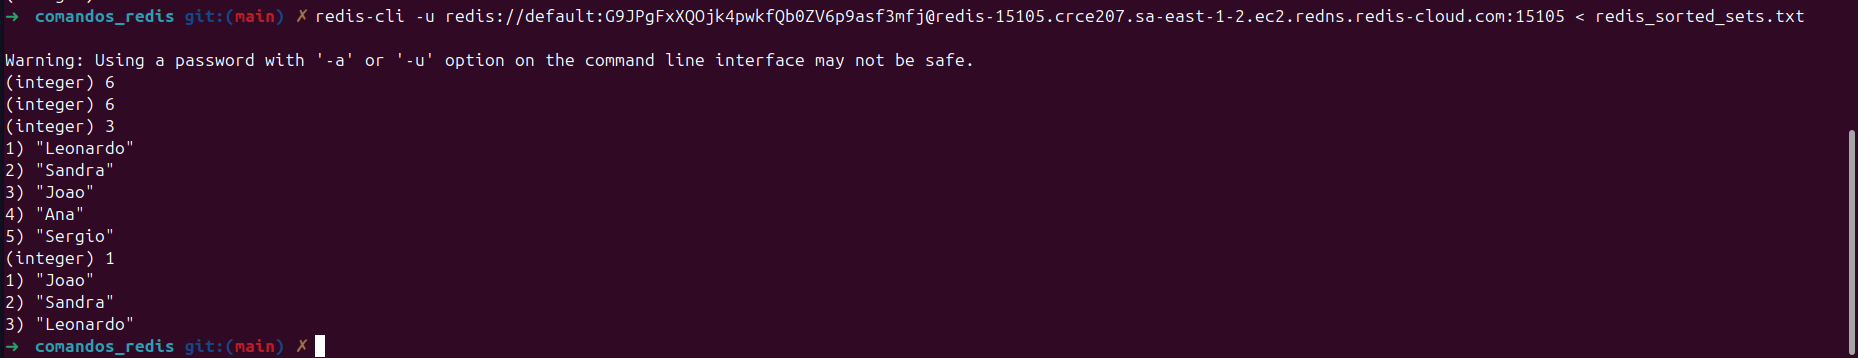 → comandos_redis git:(main) ✗ redis-cli -u redis://default:G9JPgFxXQOjk4pwkfQb0ZV6p9asf3mfj@redis-15105.crce207.sa-east-1-2.ec2.redns.redis-cloud.com:15105 < redis_sorted_sets.txt
Warning: Using a password with '-a' or '-u' option on the command line interface may not be safe.
(integer) 6
(integer) 6
(integer) 3
1) "Leonardo"
2) "Sandra"
3) "Joao"
4) "Ana"
5) "Sergio"
(integer) 1
1) "Joao"
2) "Sandra"
3) "Leonardo"
→ comandos_redis git:(main) ✗